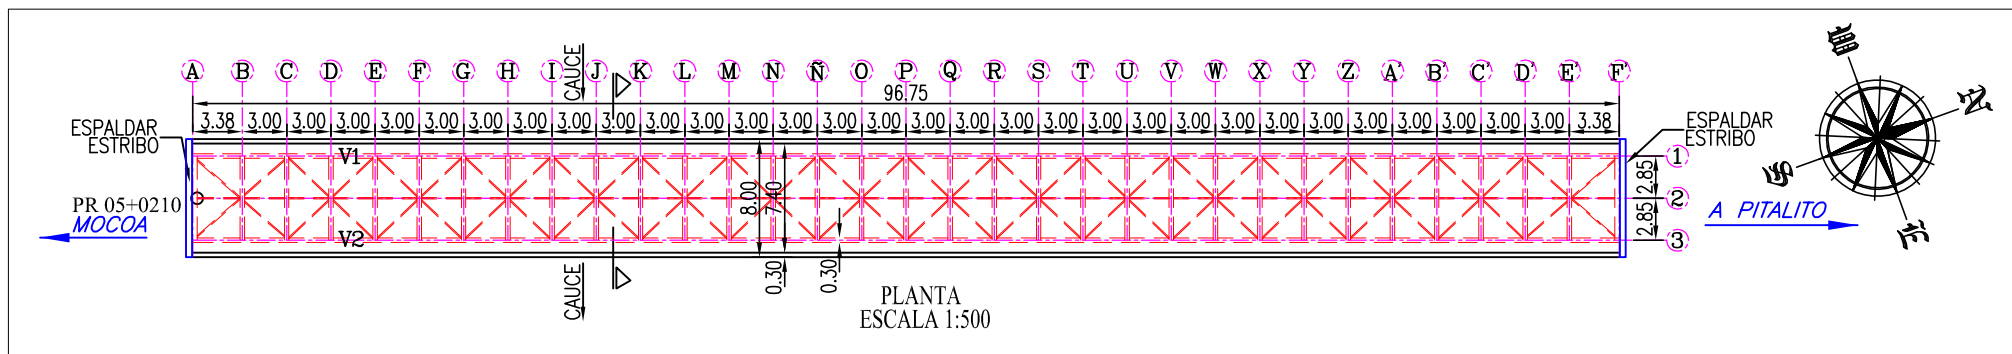 A B C D E F G H I J K L M N Ñ O P Q R S T U V W X Y Z A' B' C' D' E' F'
CAUCE
96.75
3.38 3.00 3.00 3.00 3.00 3.00 3.00 3.00 3.00 3.00 3.00 3.00 3.00 3.00 3.00 3.00 3.00 3.00 3.00 3.00 3.00 3.00 3.00 3.00 3.00 3.00 3.00 3.00 3.00 3.00 3.00 3.38
ESPALDAR
ESTRIBO
ESPALDAR
ESTRIBO
V1
1
2.85
8.00
7.40
PR 05+0210
MOCOA
2
A PITALITO
2.85
V2
3
CAUCE
0.30
0.30
PLANTA
ESCALA 1:500